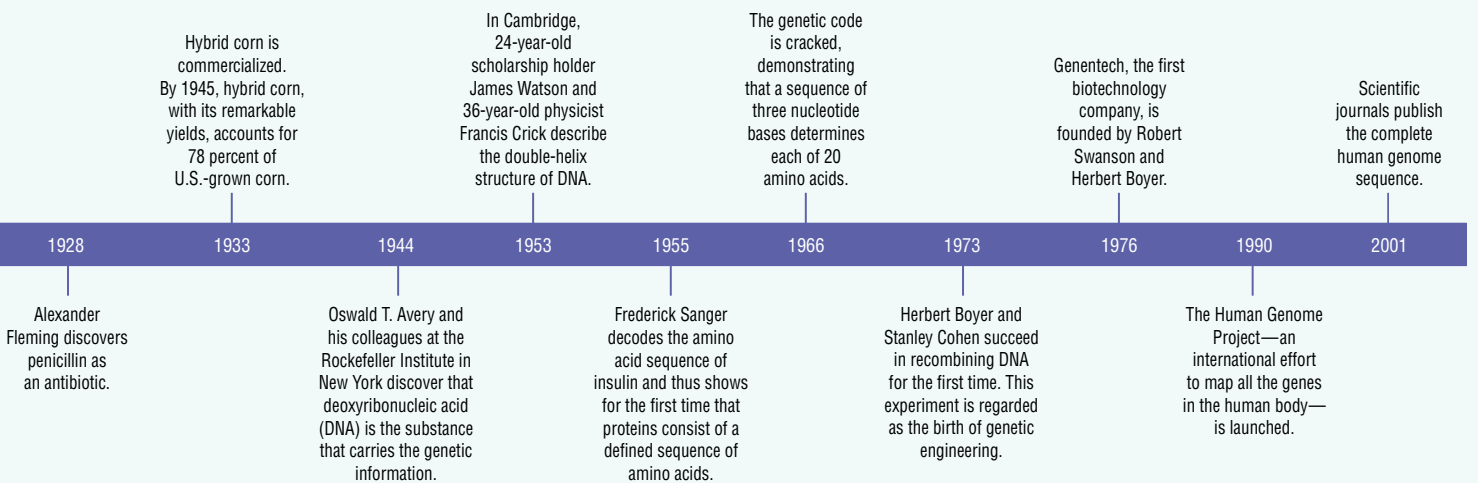 Hybrid corn is
commercialized.
By 1945, hybrid corn,
with its remarkable
yields, accounts for
78 percent of
U.S.-grown corn.
In Cambridge,
24-year-old
scholarship holder
James Watson and
36-year-old physicist
Francis Crick describe
the double-helix
structure of DNA.
The genetic code
is cracked,
demonstrating
that a sequence of
three nucleotide
bases determines
each of 20
amino acids.
Genentech, the first
biotechnology
company, is
founded by Robert
Swanson and
Herbert Boyer.
Scientific
journals publish
the complete
human genome
sequence.
1928 1933 1944 1953 1955 1966 1973 1976 1990 2001
Alexander
Fleming discovers
penicillin as
an antibiotic.
Oswald T. Avery and
his colleagues at the
Rockefeller Institute in
New York discover that
deoxyribonucleic acid
(DNA) is the substance
that carries the genetic
information.
Frederick Sanger
decodes the amino
acid sequence of
insulin and thus shows
for the first time that
proteins consist of a
defined sequence of
amino acids.
Herbert Boyer and
Stanley Cohen succeed
in recombining DNA
for the first time. This
experiment is regarded
as the birth of genetic
engineering.
The Human Genome
Project—an
international effort
to map all the genes
in the human body—
is launched.